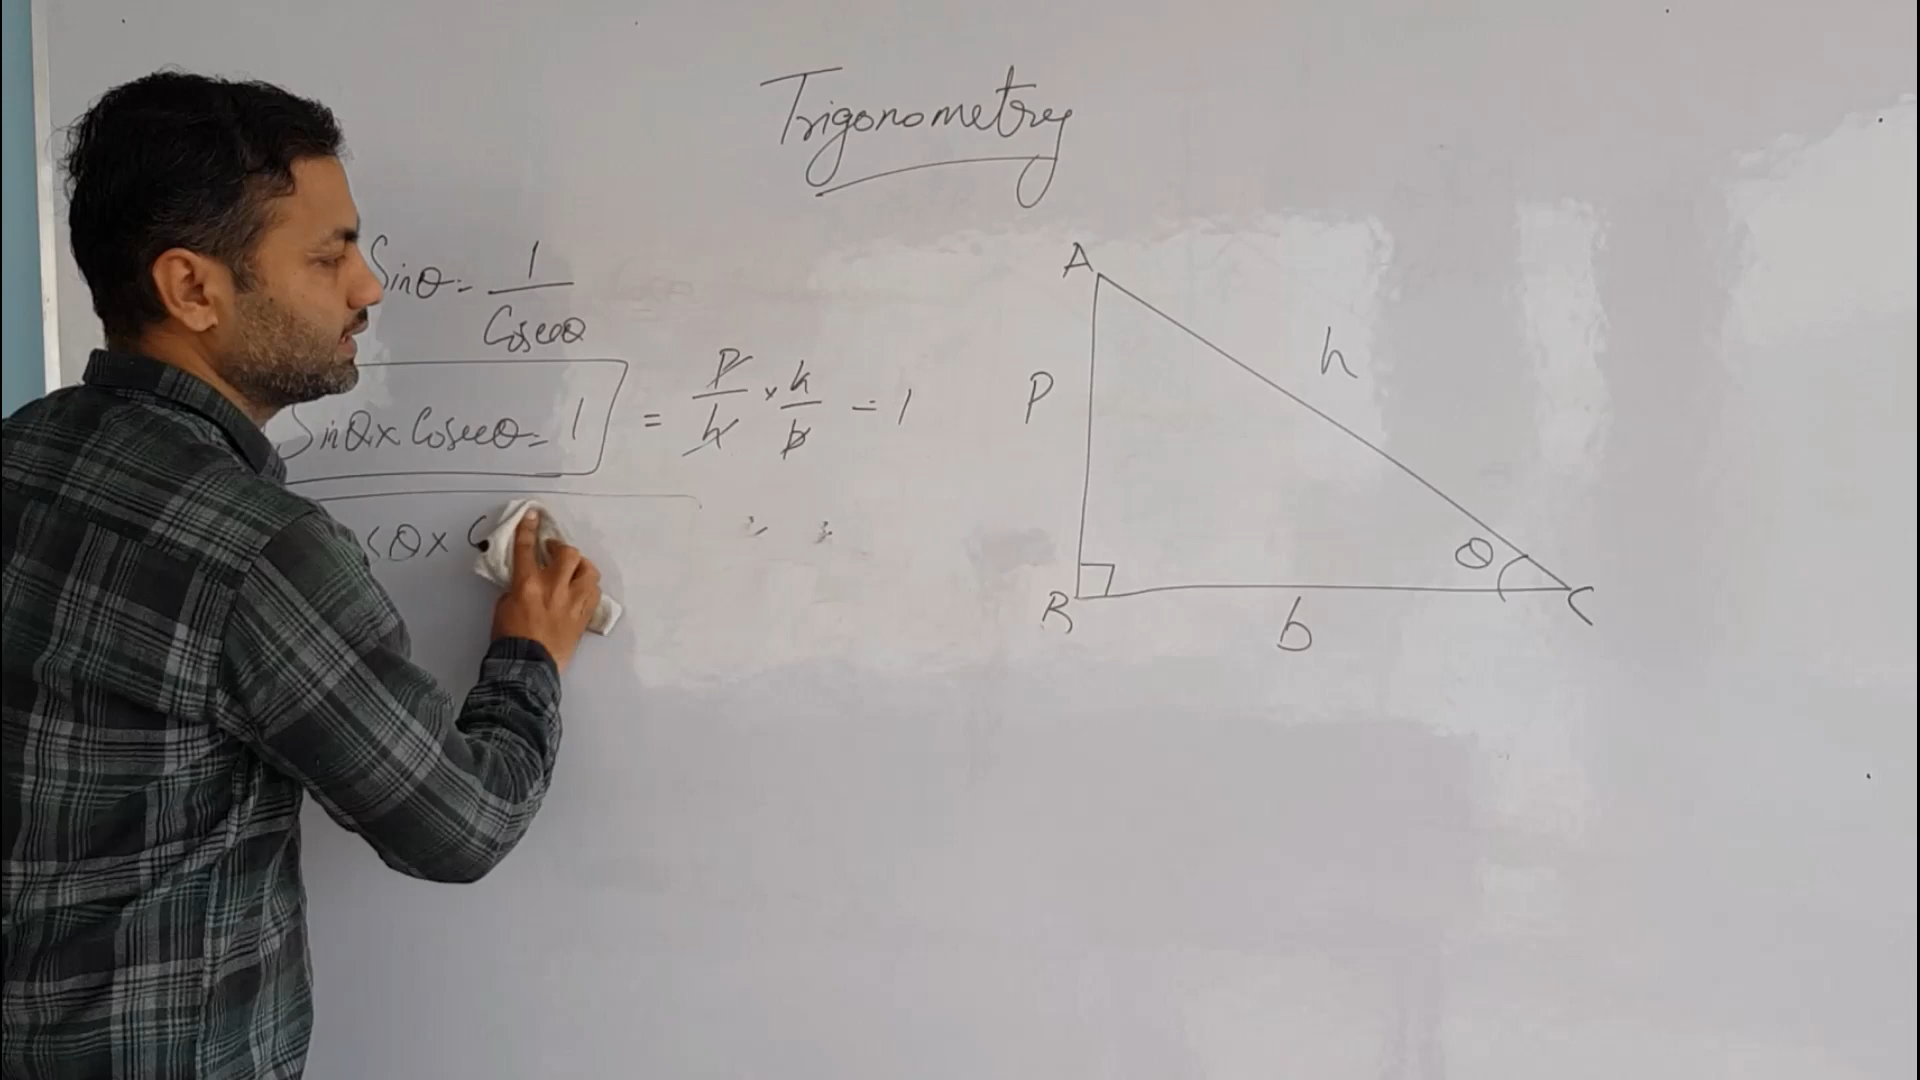 Trigonometry
Sinθ = 1/Cosecθ
Sinθ x Cosecθ = 1 = P/h x h/p = 1
θ x
A
h
P
θ
B
b
C